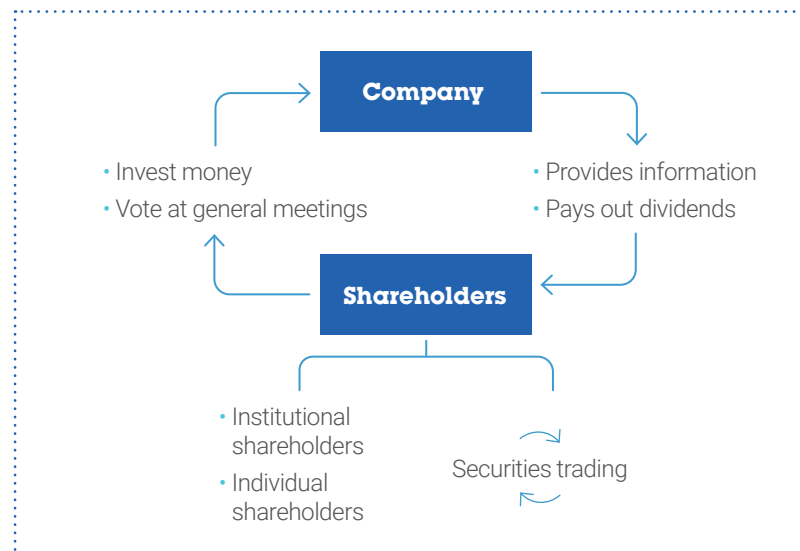 Company
• Invest money
• Vote at general meetings
• Provides information
• Pays out dividends
Shareholders
• Institutional
shareholders
• Individual
shareholders
Securities trading